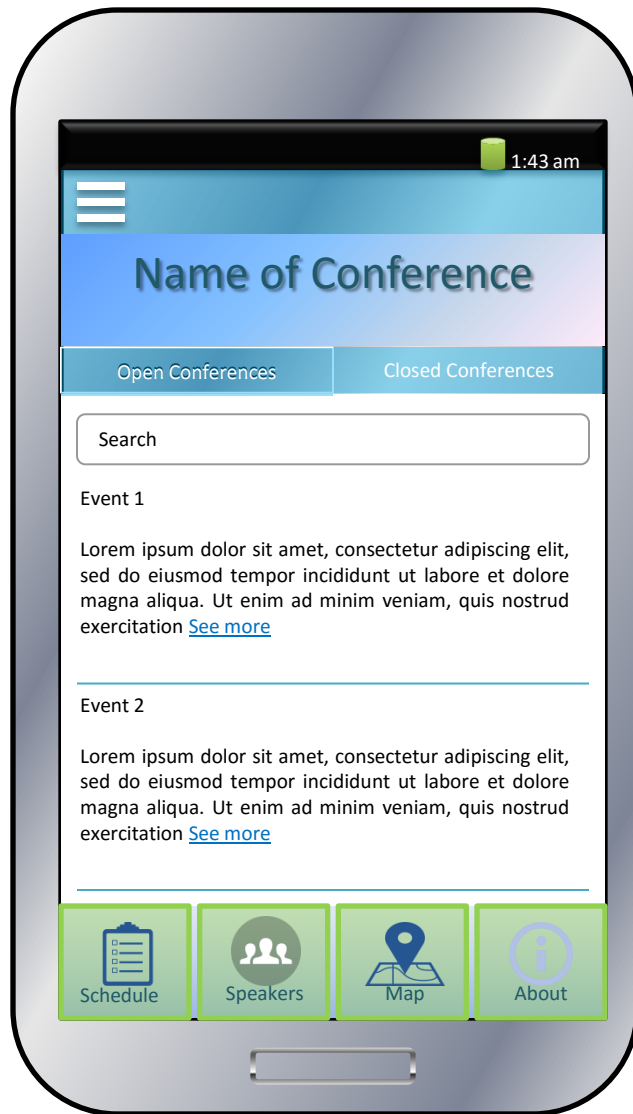 1:43 am
Name of Conference
Open Conferences
Closed Conferences
Search
Event 1
Lorem ipsum dolor sit amet, consectetur adipiscing elit,
sed do eiusmod tempor incididunt ut labore et dolore
magna aliqua. Ut enim ad minim veniam, quis nostrud
exercitation See more
Event 2
Lorem ipsum dolor sit amet, consectetur adipiscing elit,
sed do eiusmod tempor incididunt ut labore et dolore
magna aliqua. Ut enim ad minim veniam, quis nostrud
exercitation See more
Schedule
Speakers
Map
About